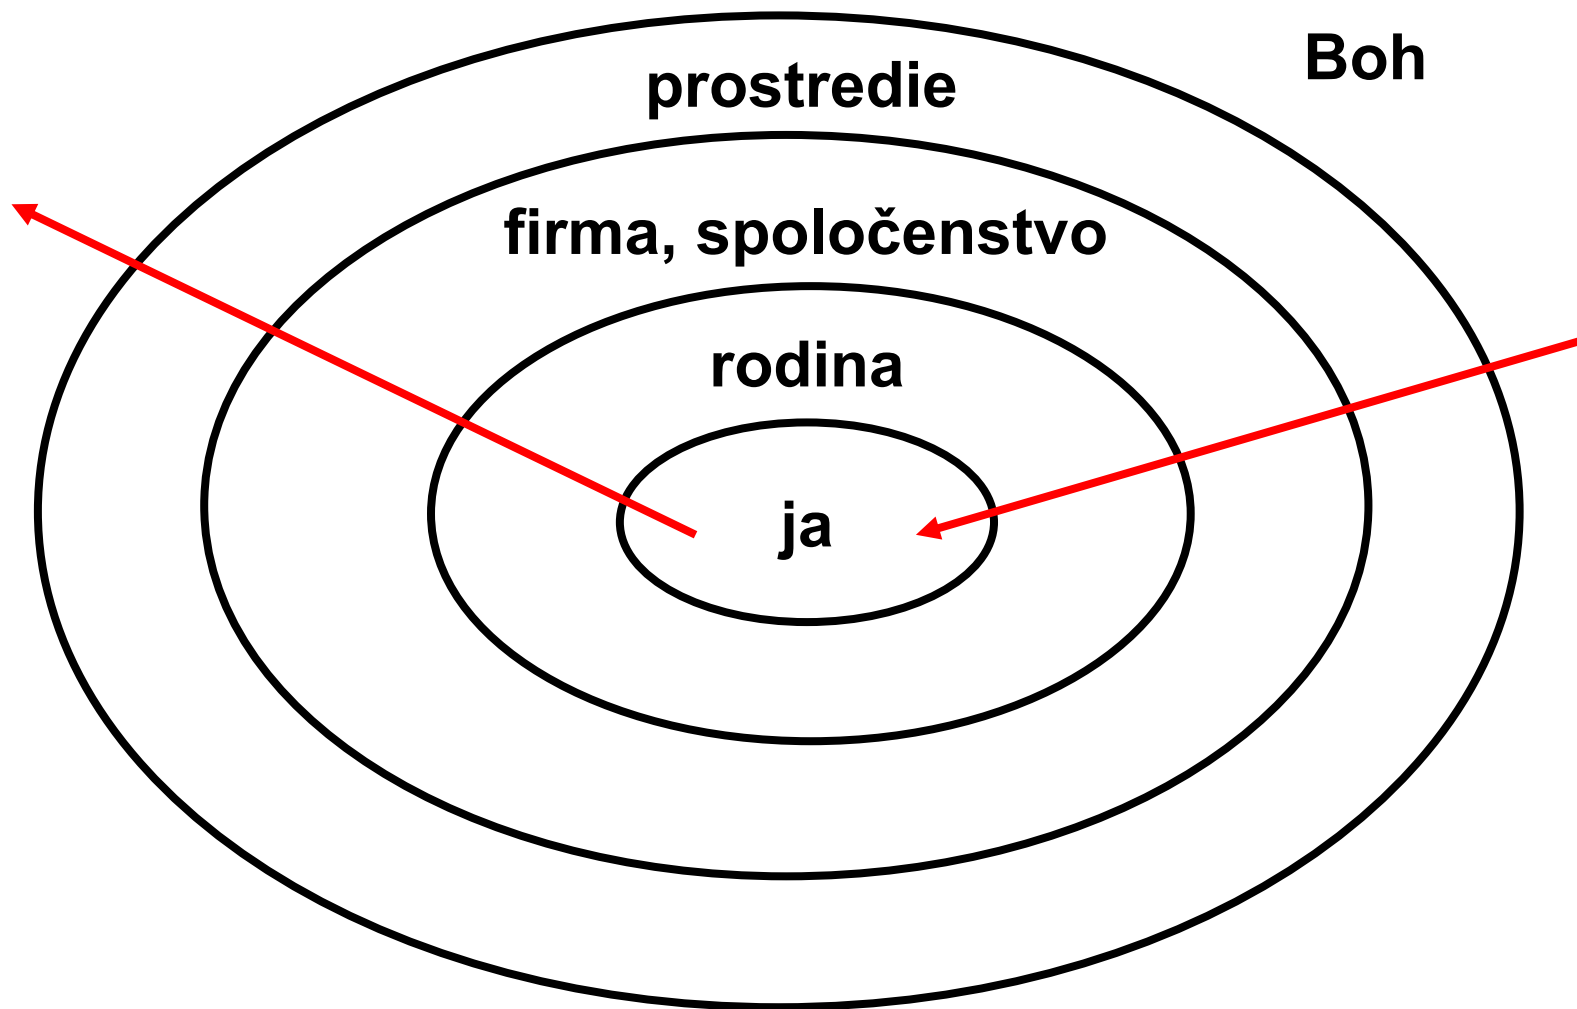 Boh
prostredie
firma, spoločenstvo
rodina
ja